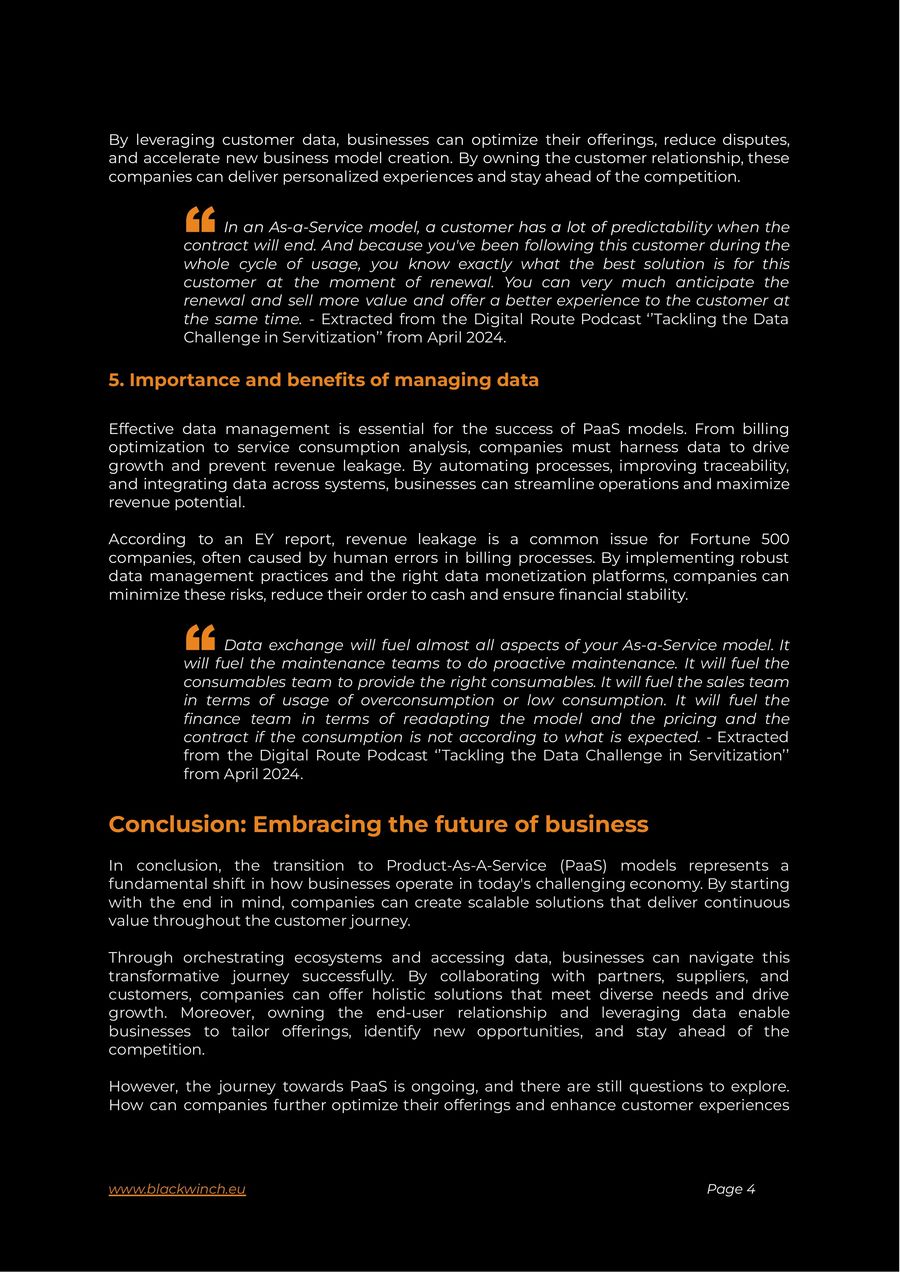 By leveraging customer data, businesses can optimize their offerings, reduce disputes,
and accelerate new business model creation. By owning the customer relationship, these
companies can deliver personalized experiences and stay ahead of the competition.
“ In an As-a-Service model, a customer has a lot of predictability when the
contract will end. And because you've been following this customer during the
whole cycle of usage, you know exactly what the best solution is for this
customer at the moment of renewal. You can very much anticipate the
renewal and sell more value and offer a better experience to the customer at
the same time. - Extracted from the Digital Route Podcast ‘’Tackling the Data
Challenge in Servitization’’ from April 2024.
5. Importance and benefits of managing data
Effective data management is essential for the success of PaaS models. From billing
optimization to service consumption analysis, companies must harness data to drive
growth and prevent revenue leakage. By automating processes, improving traceability,
and integrating data across systems, businesses can streamline operations and maximize
revenue potential.
According to an EY report, revenue leakage is a common issue for Fortune 500
companies, often caused by human errors in billing processes. By implementing robust
data management practices and the right data monetization platforms, companies can
minimize these risks, reduce their order to cash and ensure financial stability.
“ Data exchange will fuel almost all aspects of your As-a-Service model. It
will fuel the maintenance teams to do proactive maintenance. It will fuel the
consumables team to provide the right consumables. It will fuel the sales team
in terms of usage of overconsumption or low consumption. It will fuel the
finance team in terms of readapting the model and the pricing and the
contract if the consumption is not according to what is expected. - Extracted
from the Digital Route Podcast ‘’Tackling the Data Challenge in Servitization’’
from April 2024.
Conclusion: Embracing the future of business
In conclusion, the transition to Product-As-A-Service (PaaS) models represents a
fundamental shift in how businesses operate in today's challenging economy. By starting
with the end in mind, companies can create scalable solutions that deliver continuous
value throughout the customer journey.
Through orchestrating ecosystems and accessing data, businesses can navigate this
transformative journey successfully. By collaborating with partners, suppliers, and
customers, companies can offer holistic solutions that meet diverse needs and drive
growth. Moreover, owning the end-user relationship and leveraging data enable
businesses to tailor offerings, identify new opportunities, and stay ahead of the
competition.
However, the journey towards PaaS is ongoing, and there are still questions to explore.
How can companies further optimize their offerings and enhance customer experiences
www.blackwinch.eu
Page 4